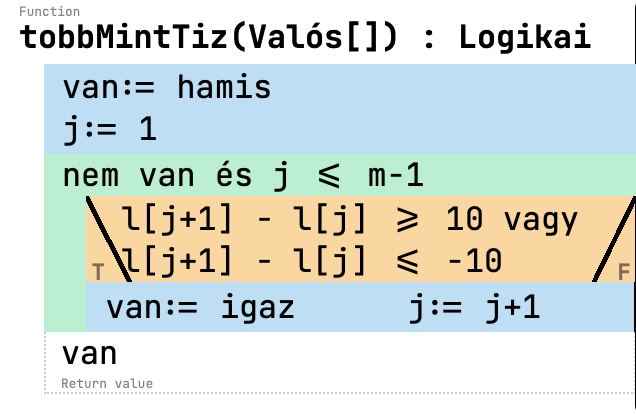 Function
tobbMintTiz(Valós[]) : Logikai
van:= hamis
j:= 1
nem van és j ⩽ m-1
l[j+1] - l[j] ⩾ 10 vagy
l[j+1] - l[j] ⩽ -10
T F
van:= igaz j:= j+1
van
Return value